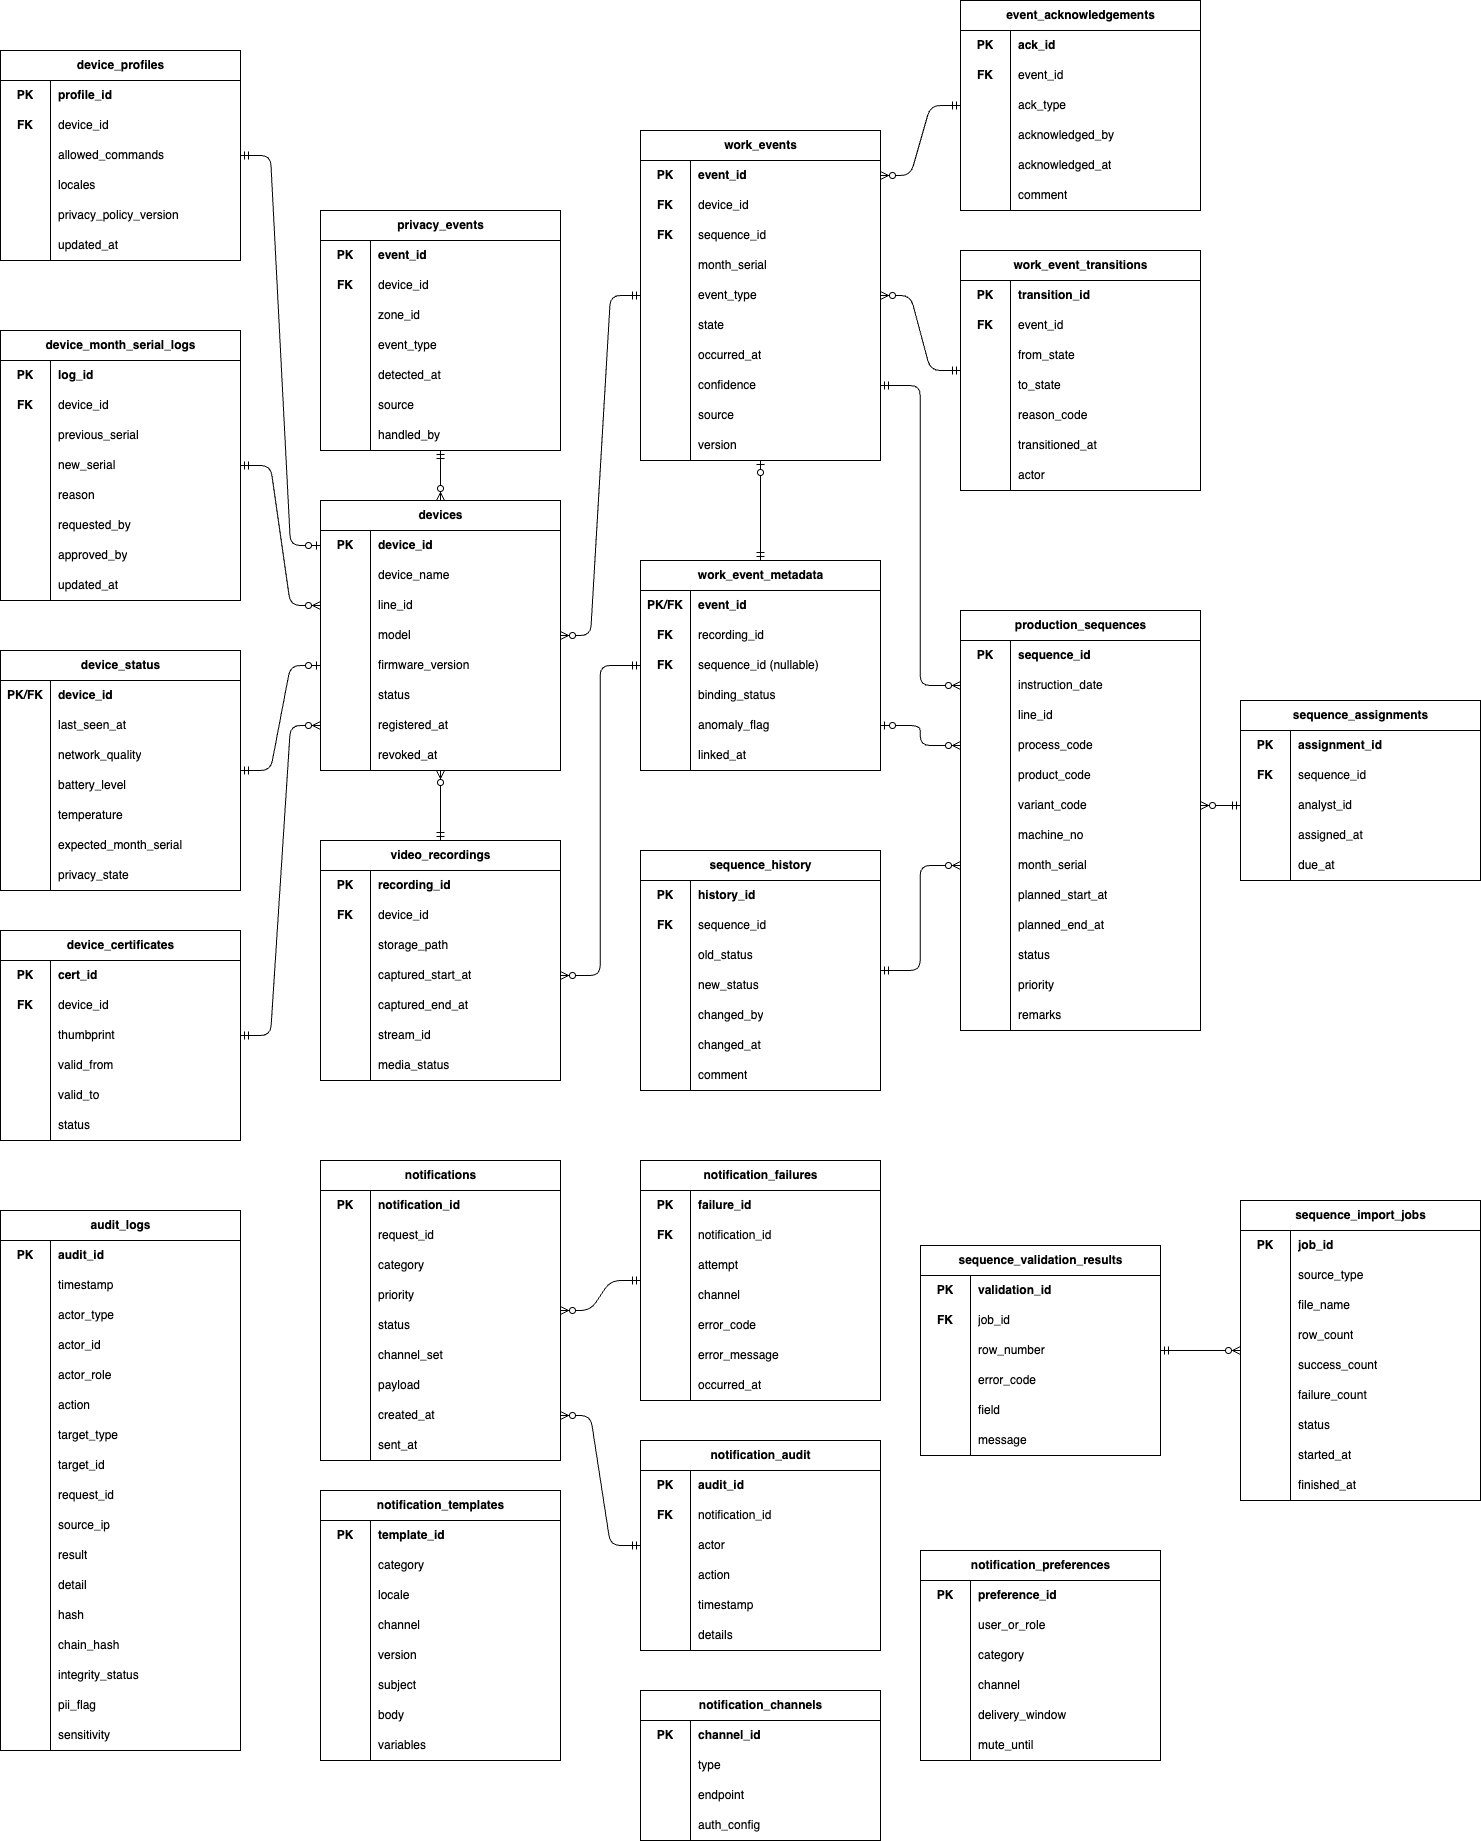 device_profiles
PK profile_id
FK device_id
allowed_commands
locales
privacy_policy_version
updated_at
device_month_serial_logs
PK log_id
FK device_id
previous_serial
new_serial
reason
requested_by
approved_by
updated_at
device_status
PK/FK device_id
last_seen_at
network_quality
battery_level
temperature
expected_month_serial
privacy_state
device_certificates
PK cert_id
FK device_id
thumbprint
valid_from
valid_to
status
audit_logs
PK audit_id
timestamp
actor_type
actor_id
actor_role
action
target_type
target_id
request_id
source_ip
result
detail
hash
chain_hash
integrity_status
pii_flag
sensitivity
privacy_events
PK event_id
FK device_id
zone_id
event_type
detected_at
source
handled_by
devices
PK device_id
device_name
line_id
model
firmware_version
status
registered_at
revoked_at
video_recordings
PK recording_id
FK device_id
storage_path
captured_start_at
captured_end_at
stream_id
media_status
notifications
PK notification_id
request_id
category
priority
status
channel_set
payload
created_at
sent_at
notification_templates
PK template_id
category
locale
channel
version
subject
body
variables
work_events
PK event_id
FK device_id
FK sequence_id
month_serial
event_type
state
occurred_at
confidence
source
version
work_event_metadata
PK/FK event_id
FK recording_id
FK sequence_id (nullable)
binding_status
anomaly_flag
linked_at
sequence_history
PK history_id
FK sequence_id
old_status
new_status
changed_by
changed_at
comment
notification_failures
PK failure_id
FK notification_id
attempt
channel
error_code
error_message
occurred_at
notification_audit
PK audit_id
FK notification_id
actor
action
timestamp
details
notification_channels
PK channel_id
type
endpoint
auth_config
event_acknowledgements
PK ack_id
FK event_id
ack_type
acknowledged_by
acknowledged_at
comment
work_event_transitions
PK transition_id
FK event_id
from_state
to_state
reason_code
transitioned_at
actor
production_sequences
PK sequence_id
instruction_date
line_id
process_code
product_code
variant_code
machine_no
month_serial
planned_start_at
planned_end_at
status
priority
remarks
sequence_validation_results
PK validation_id
FK job_id
row_number
error_code
field
message
notification_preferences
PK preference_id
user_or_role
category
channel
delivery_window
mute_until
sequence_assignments
PK assignment_id
FK sequence_id
analyst_id
assigned_at
due_at
sequence_import_jobs
PK job_id
source_type
file_name
row_count
success_count
failure_count
status
started_at
finished_at